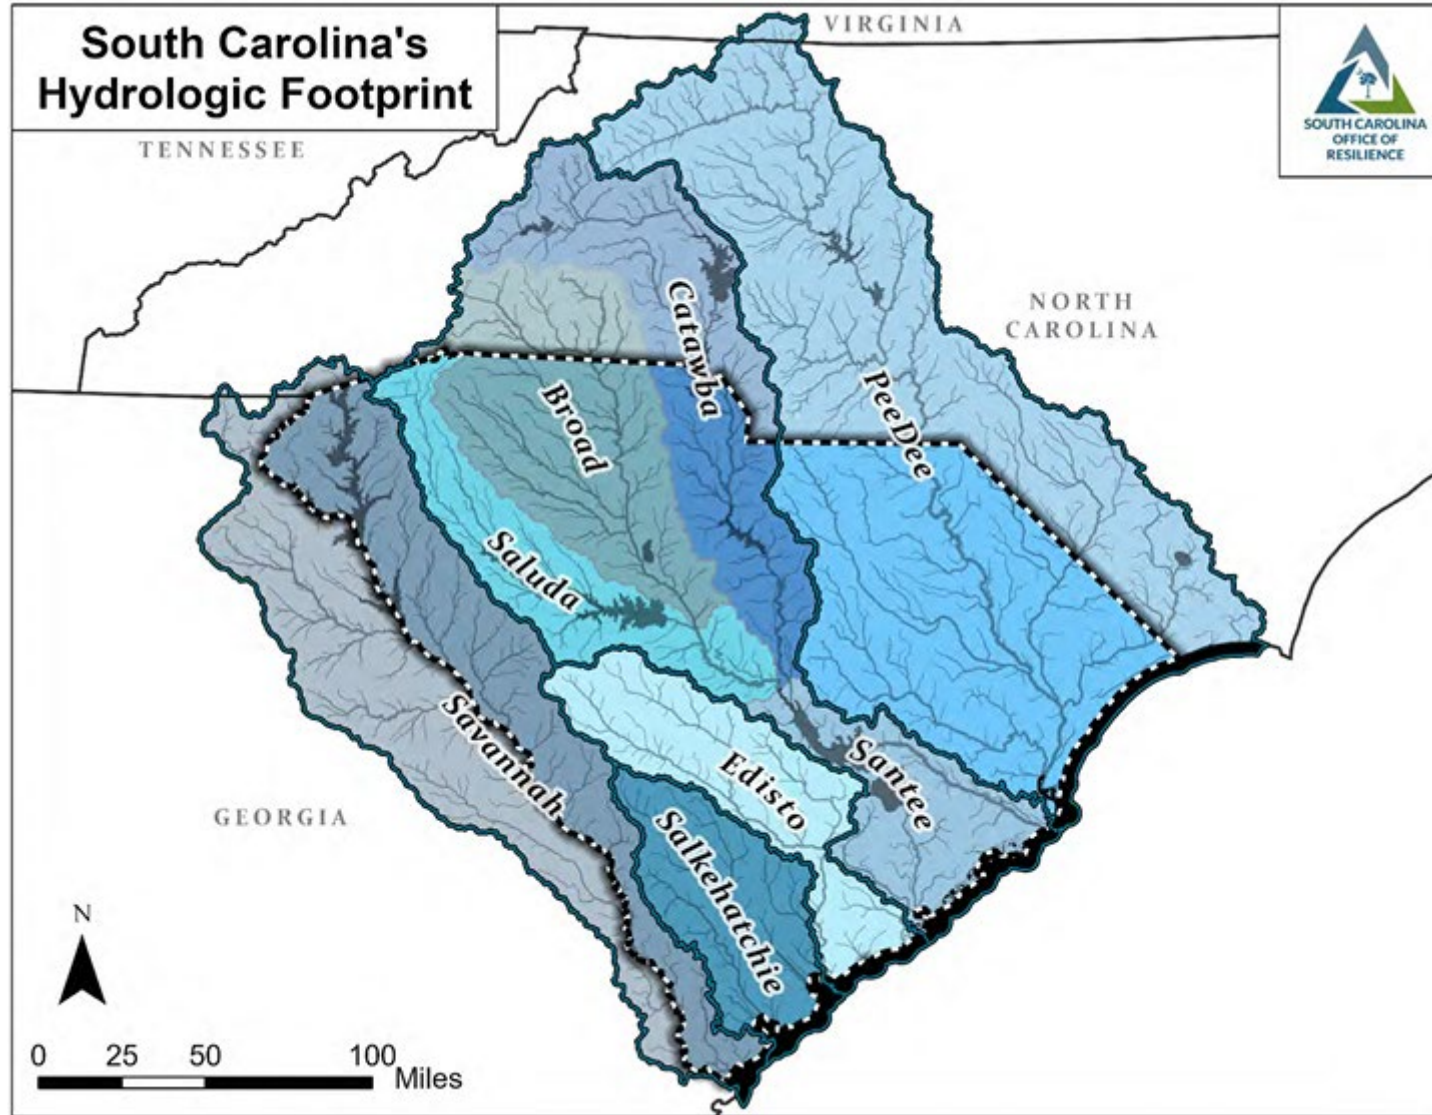 South Carolina's
Hydrologic Footprint
VIRGINIA
SOUTH CAROLINA
OFFICE OF
RESILIENCE
TENNESSEE
NORTH
CAROLINA
Catawba
Broad
PeeDee
Saluda
Savannah
Edisto
Santee
Salkehatchie
GEORGIA
N
0 25 50 100 Miles